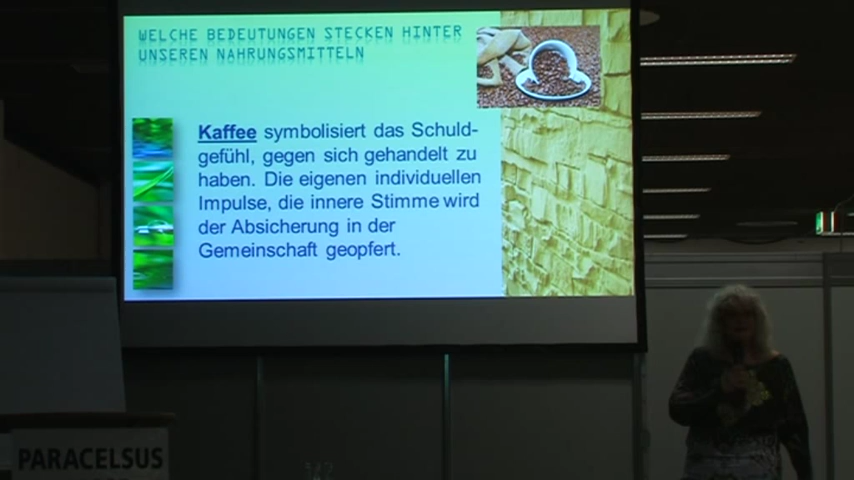 WELCHE BEDEUTUNGEN STECKEN HINTER
UNSEREN NAHRUNGSMITTELN
Kaffee symbolisiert das Schuld-
gefühl, gegen sich gehandelt zu
haben. Die eigenen individuellen
Impulse, die innere Stimme wird
der Absicherung in der
Gemeinschaft geopfert.
PARACELSUS